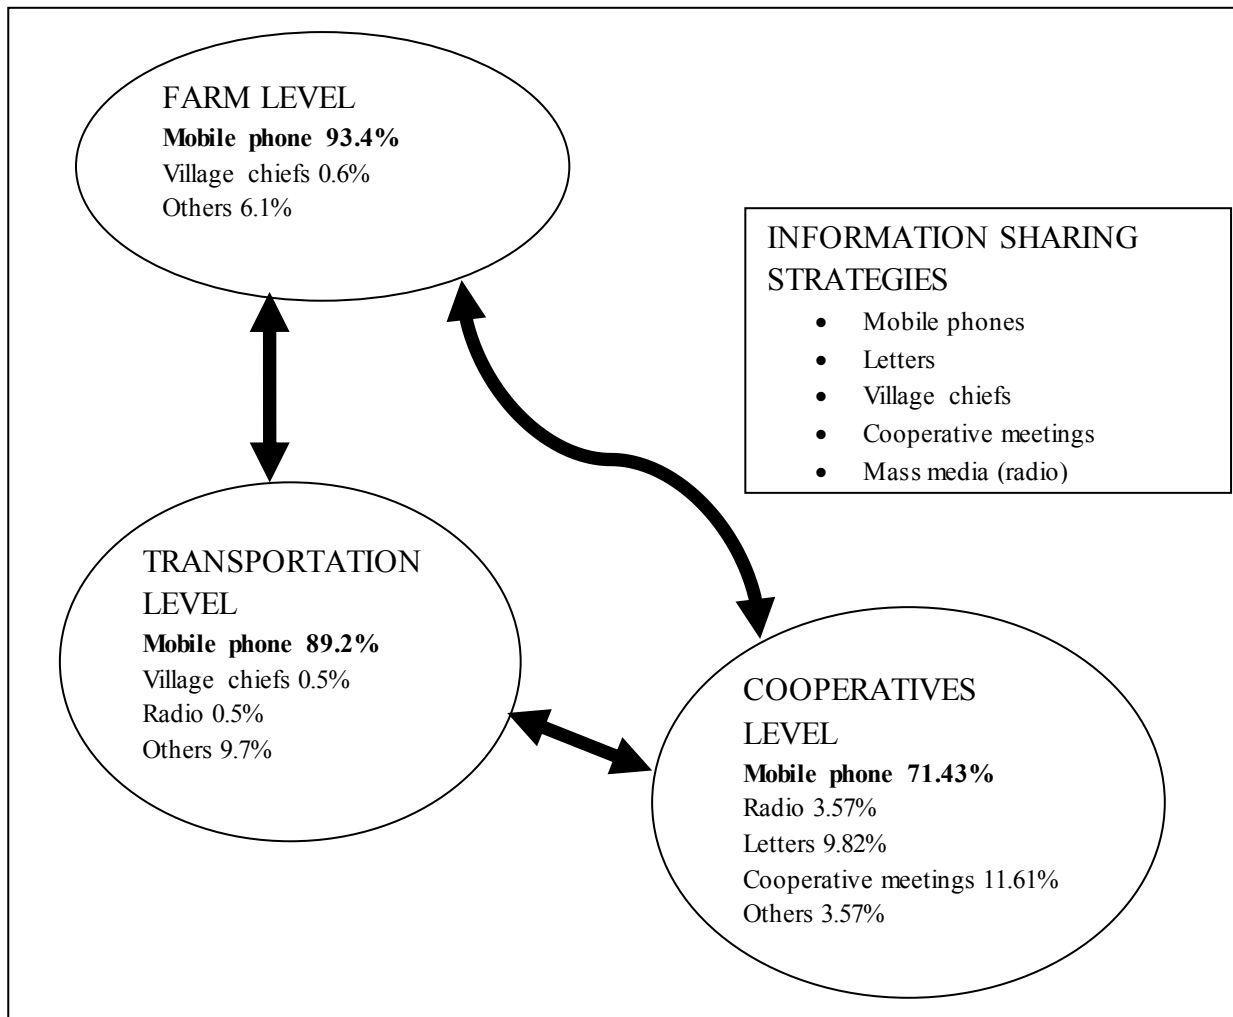 FARM LEVEL
Mobile phone 93.4%
Village chiefs 0.6%
Others 6.1%
INFORMATION SHARING
STRATEGIES
• Mobile phones
• Letters
• Village chiefs
• Cooperative meetings
• Mass media (radio)
TRANSPORTATION
LEVEL
Mobile phone 89.2%
Village chiefs 0.5%
Radio 0.5%
Others 9.7%
COOPERATIVES
LEVEL
Mobile phone 71.43%
Radio 3.57%
Letters 9.82%
Cooperative meetings 11.61%
Others 3.57%